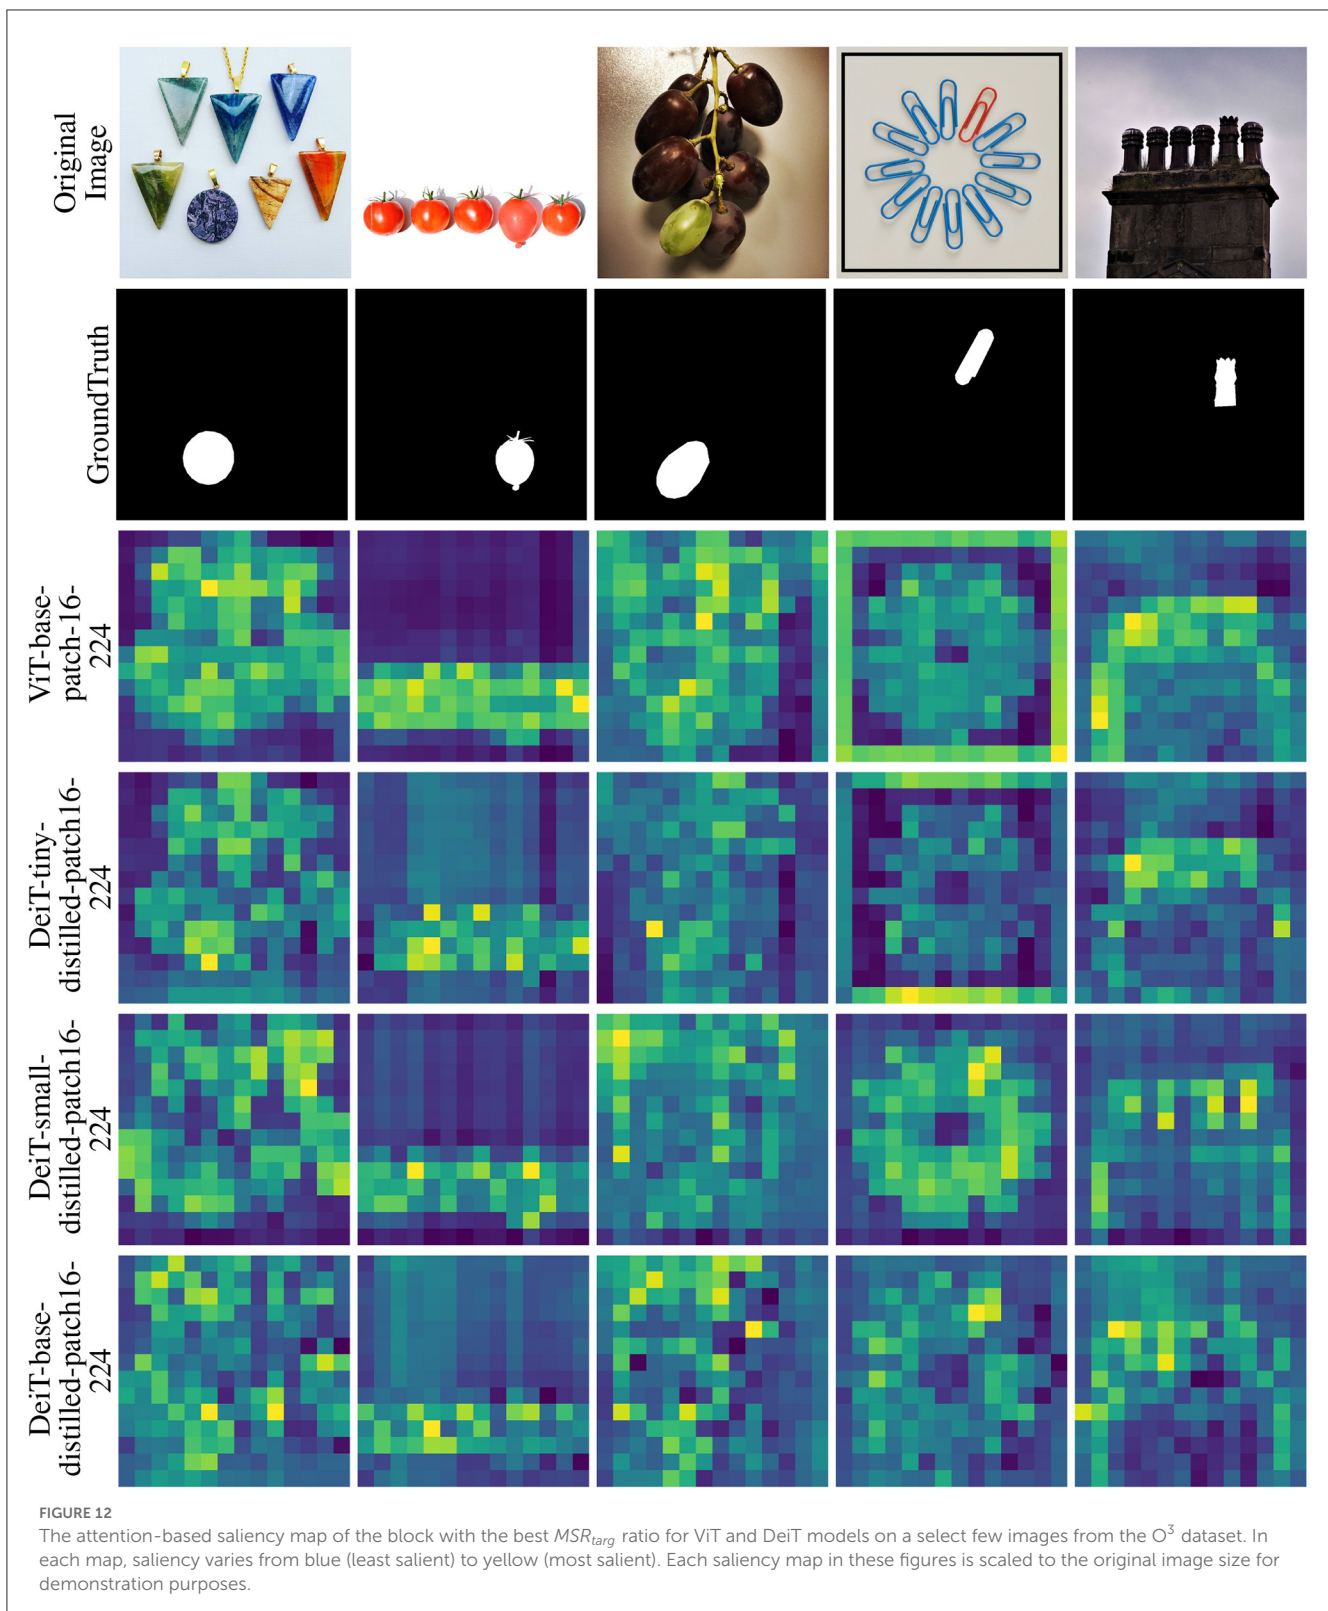 Original
Image
GroundTruth
ViT-base-
patch-16-
224
DeiT-tiny-
distilled-patch16-
224
DeiT-small-
distilled-patch16-
224
DeiT-base-
distilled-patch16-
224
FIGURE 12
The attention-based saliency map of the block with the best MSRtarg ratio for ViT and DeiT models on a select few images from the O³ dataset. In
each map, saliency varies from blue (least salient) to yellow (most salient). Each saliency map in these figures is scaled to the original image size for
demonstration purposes.